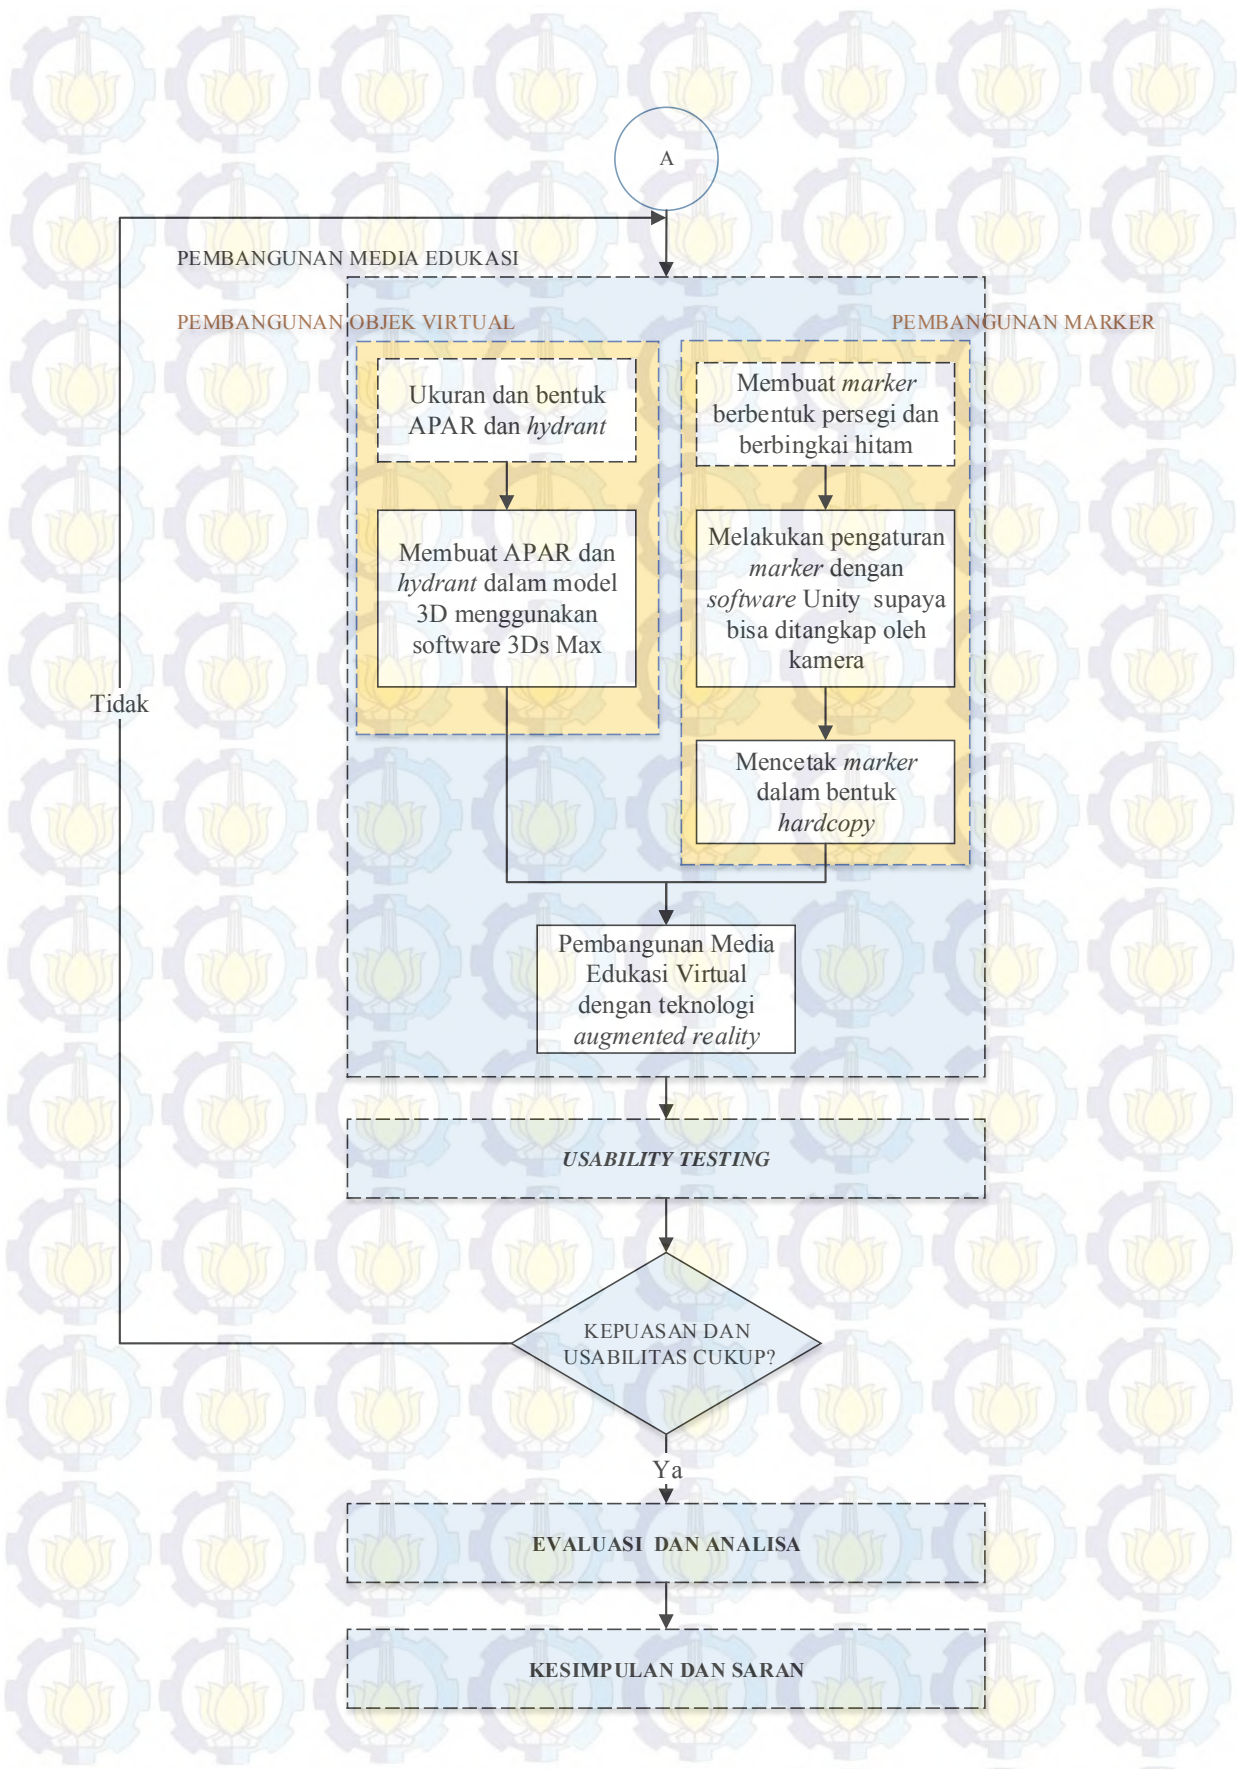 A
PEMBANGUNAN MEDIA EDUKASI
PEMBANGUNAN OBJEK VIRTUAL
PEMBANGUNAN MARKER
Ukuran dan bentuk
APAR dan hydrant
Membuat APAR dan
hydrant dalam model
3D menggunakan
software 3Ds Max
Membuat marker
berbentuk persegi dan
berbingkai hitam
Melakukan pengaturan
marker dengan
software Unity  supaya
bisa ditangkap oleh
kamera
Mencetak marker
dalam bentuk
hardcopy
Tidak
Pembangunan Media
Edukasi Virtual
dengan teknologi
augmented reality
USABILITY TESTING
KEPUASAN DAN
USABILITAS CUKUP?
Ya
EVALUASI  DAN ANALISA
KESIMPULAN DAN SARAN